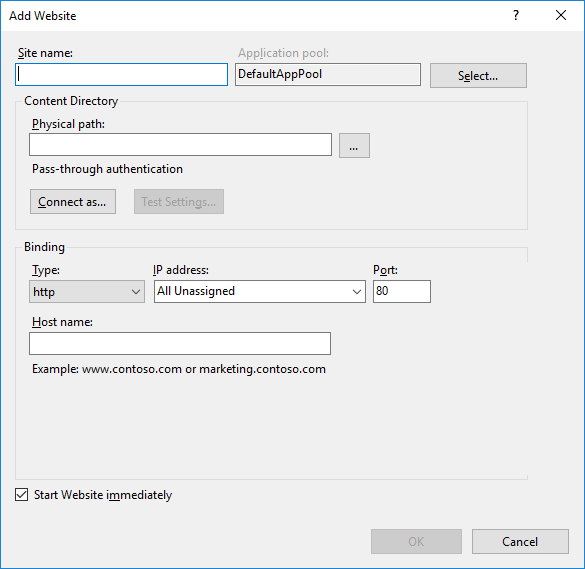 Add Website
?
Site name:
Application pool:
DefaultAppPool
Select...
Content Directory
Physical path:
...
Pass-through authentication
Connect as...
Test Settings...
Binding
Type:
IP address:
Port:
http
All Unassigned
80
Host name:
Example: www.contoso.com or marketing.contoso.com
Start Website immediately
OK
Cancel